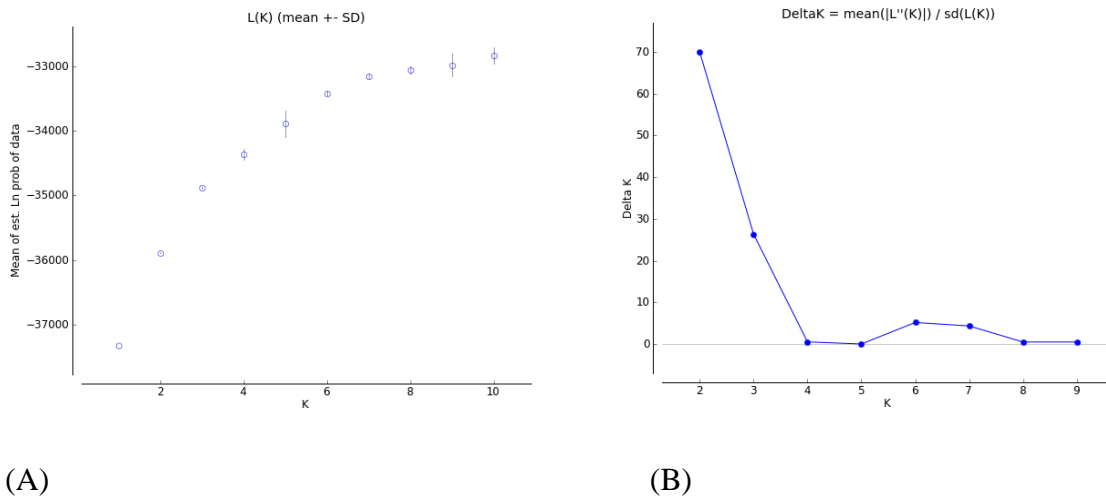 L(K) (mean +- SD)
Mean of est. Ln prob of data
−33000
−34000
−35000
−36000
−37000
2 4 6 8 10
K
(A)
DeltaK = mean(|L''(K)|) / sd(L(K))
Delta K
70
60
50
40
30
20
10
0
2 3 4 5 6 7 8 9
K
(B)